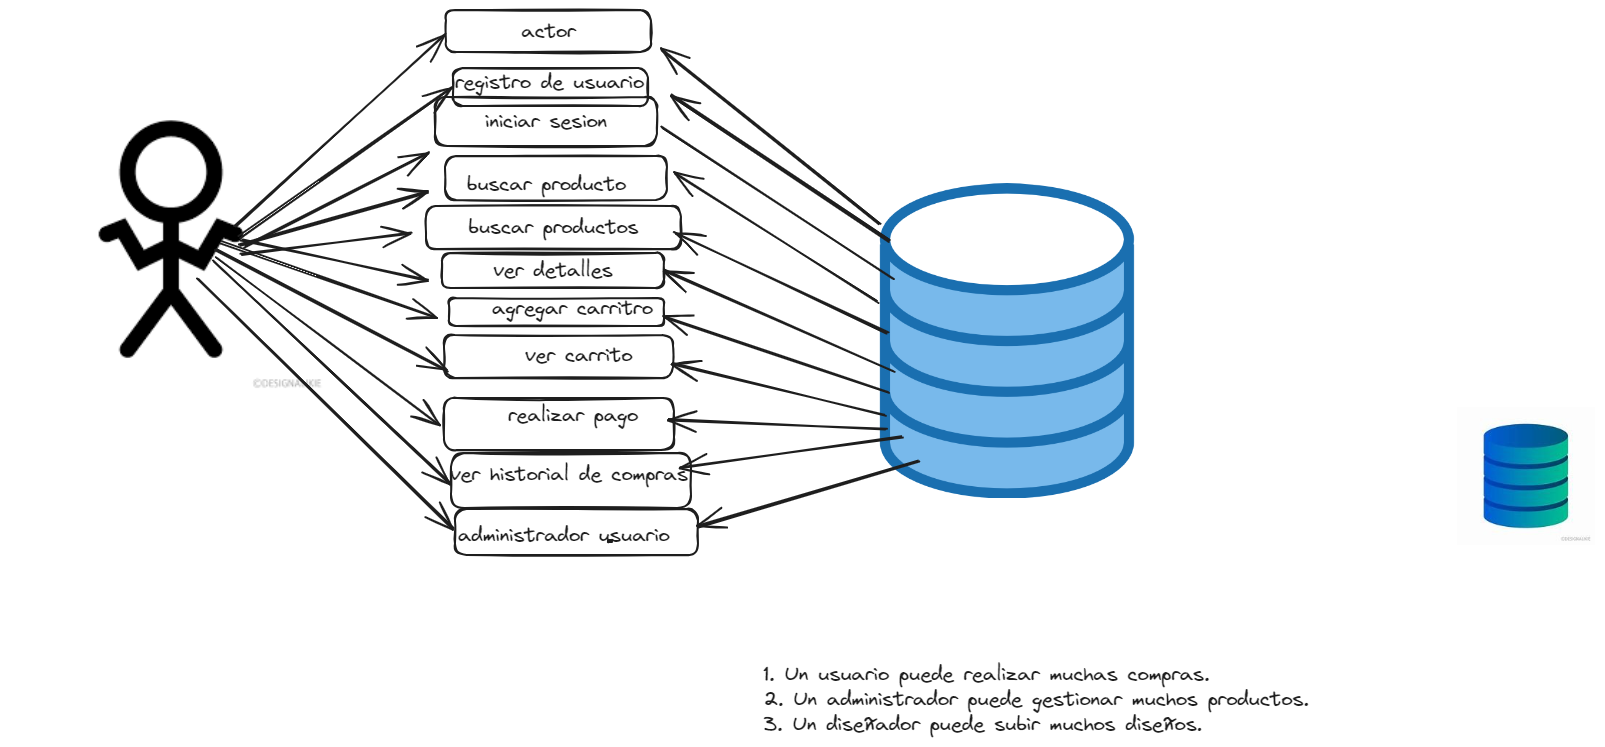 actor
registro de usuario
iniciar sesion
buscar producto
buscar productos
ver detalles
agregar carritro
ver carrito
realizar pago
ver historial de compras
administrador usuario
1. Un usuario puede realizar muchas compras.
2. Un administrador puede gestionar muchos productos.
3. Un diseñador puede subir muchos diseños.